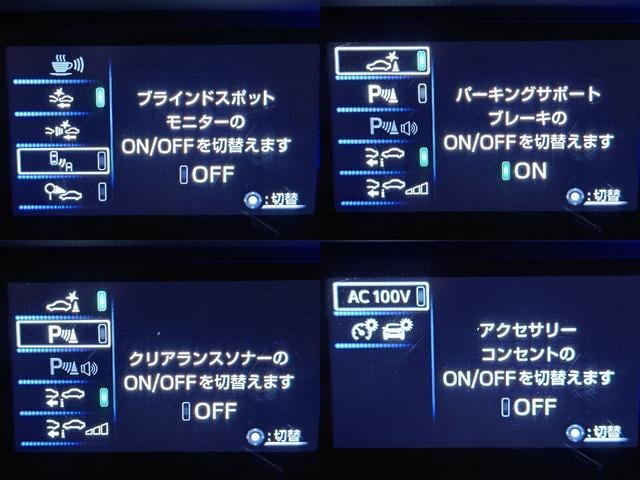 ブラインドスポット
モニターの
ON/OFFを切替えます
OFF
:切替
P
P
パーキングサポート
ブレーキの
ON/OFFを切替えます
ON
:切替
P
P
クリアランスソナーの
ON/OFFを切替えます
OFF
:切替
AC 100V
アクセサリー
コンセントの
ON/OFFを切替えます
OFF
:切替